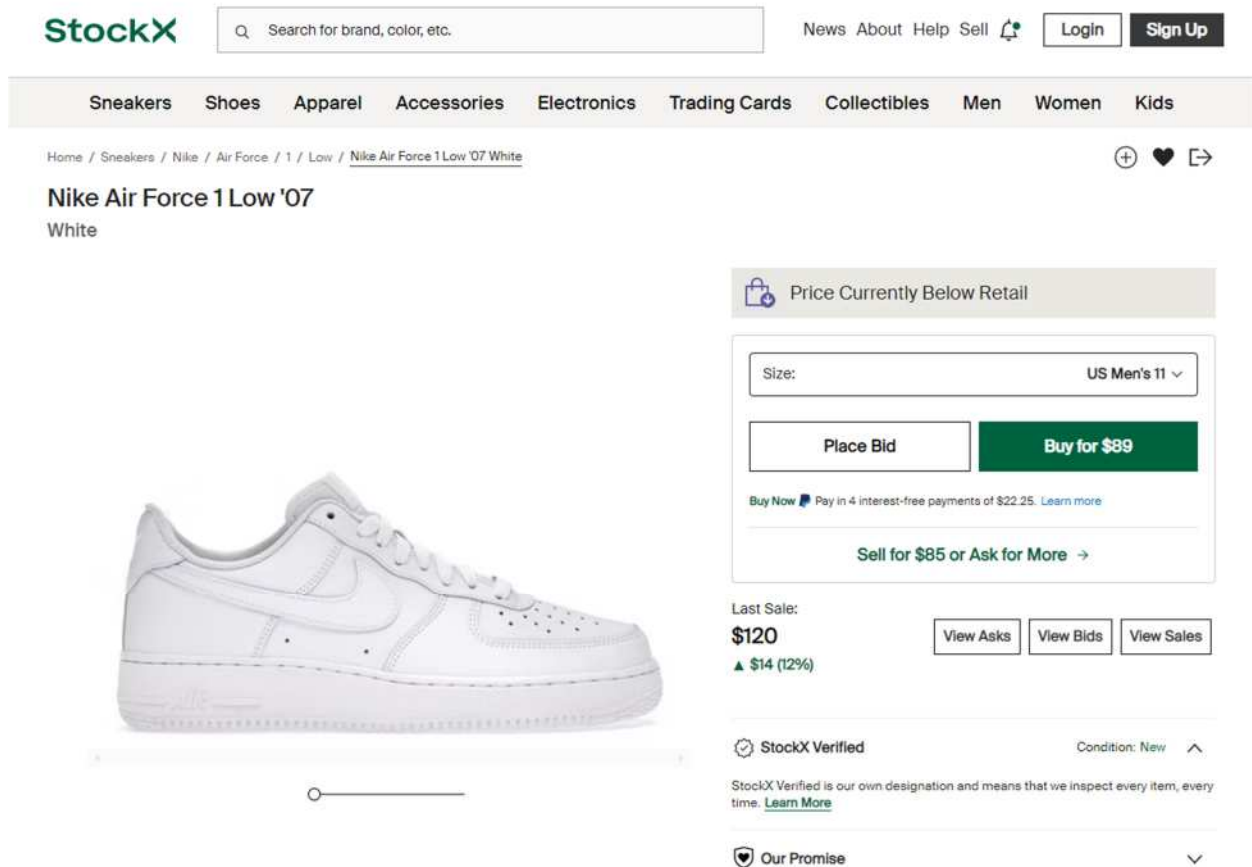 StockX
Search for brand, color, etc.
News About Help Sell Login Sign Up
Sneakers Shoes Apparel Accessories Electronics Trading Cards Collectibles Men Women Kids
Home / Sneakers / Nike / Air Force / 1 / Low / Nike Air Force 1 Low '07 White
Nike Air Force 1 Low '07
White
Price Currently Below Retail
Size: US Men's 11
Place Bid Buy for $89
Buy Now Pay in 4 interest-free payments of $22.25. Learn more
Sell for $85 or Ask for More →
Last Sale:
$120
View Asks View Bids View Sales
▲ $14 (12%)
StockX Verified Condition: New
StockX Verified is our own designation and means that we inspect every item, every
time. Learn More
Our Promise